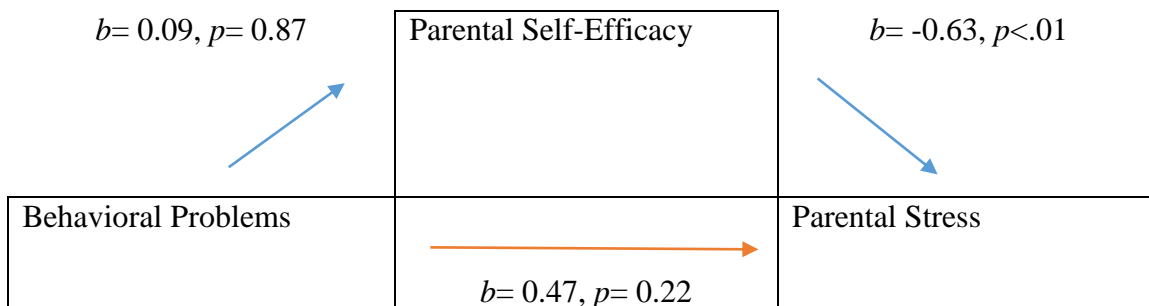 b= 0.09, p= 0.87
Parental Self-Efficacy
b= -0.63, p<.01
Behavioral Problems
Parental Stress
b= 0.47, p= 0.22